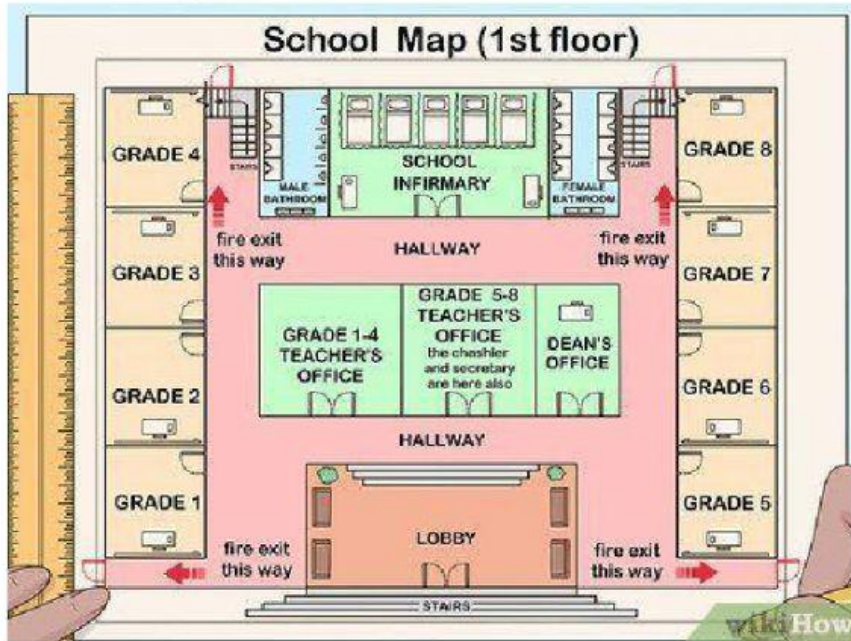 School Map (1st floor)
GRADE 4
STAIRS
MALE
BATHROOM
SCHOOL
INFIRMARY
FEMALE
BATHROOM
STAIRS
GRADE 8
fire exit
this way
HALLWAY
fire exit
this way
GRADE 3
GRADE 7
GRADE 1-4
TEACHER'S
OFFICE
GRADE 5-8
TEACHER'S
OFFICE
the chashier
and secretary
are here also
DEAN'S
OFFICE
GRADE 2
GRADE 6
HALLWAY
GRADE 1
GRADE 5
LOBBY
fire exit
this way
fire exit
this way
STAIRS
wikiHow